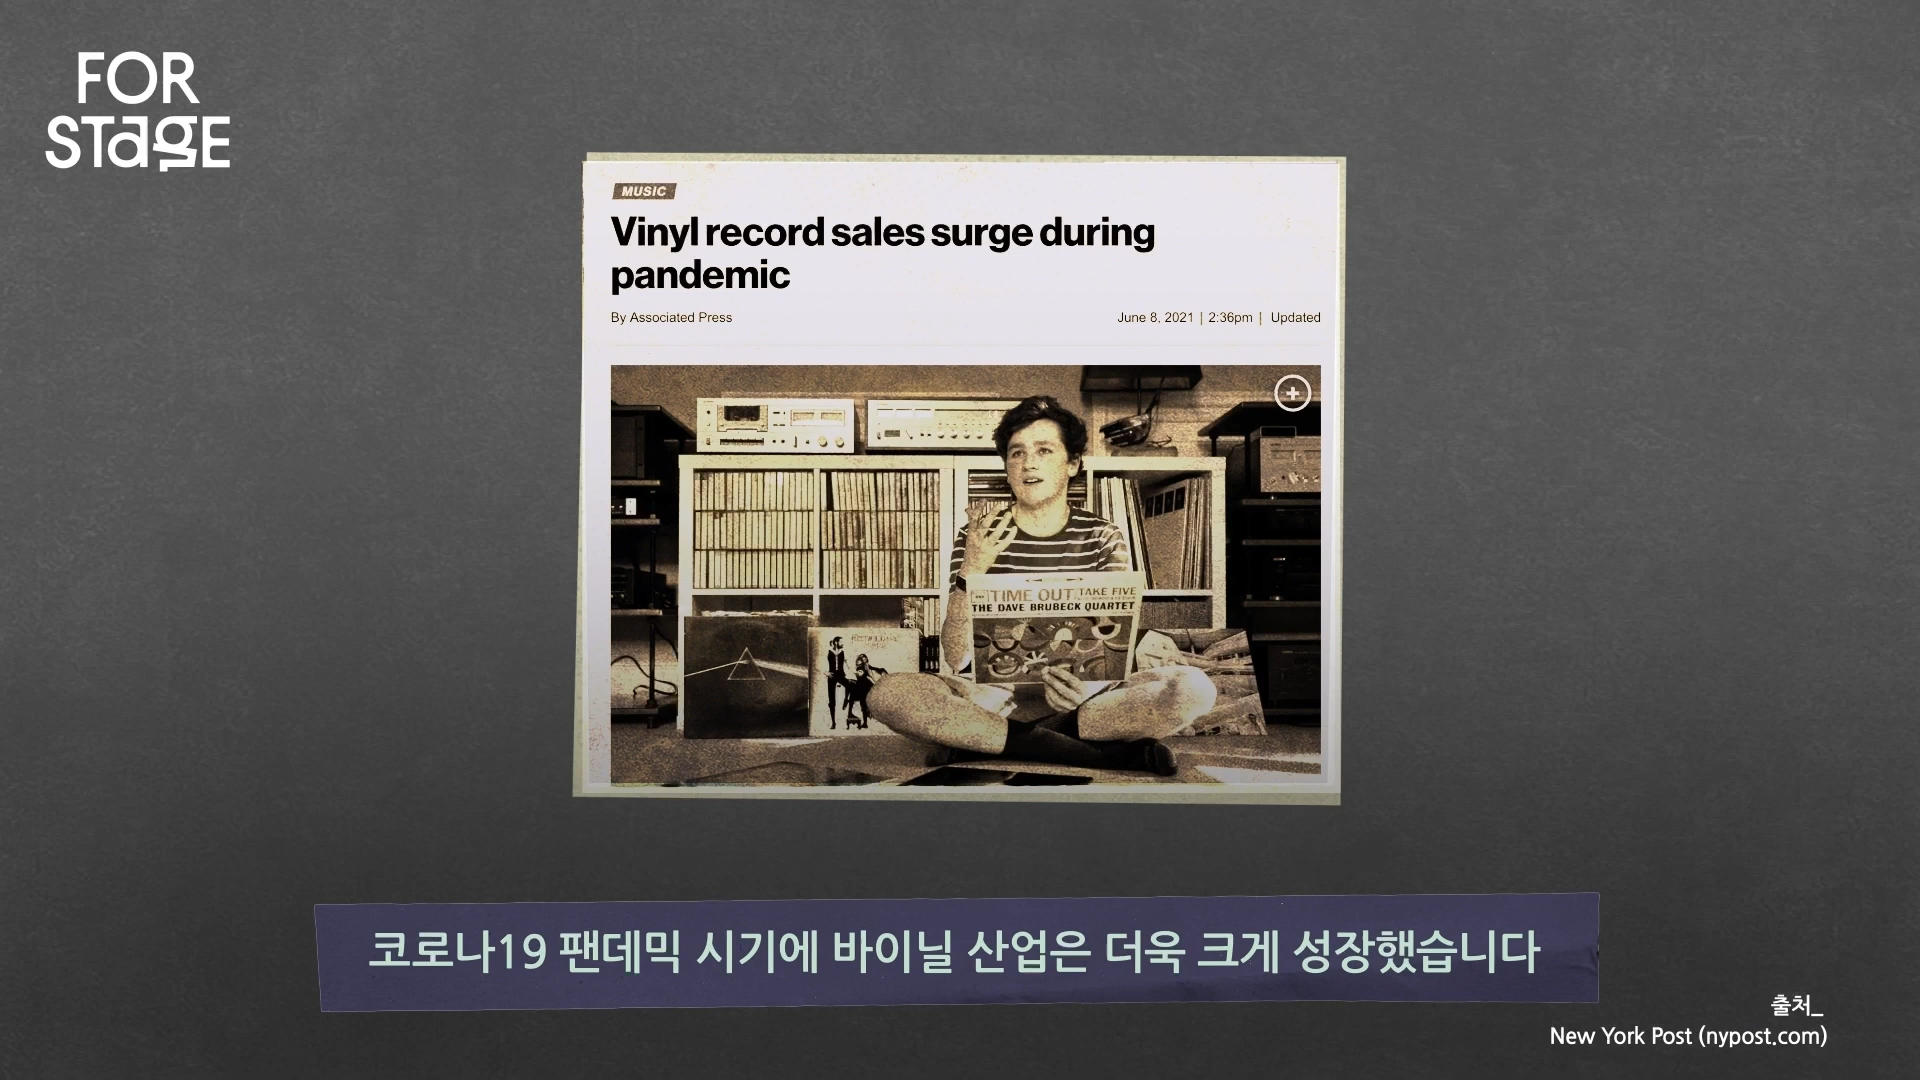 FOR
STagE
MUSIC
Vinyl record sales surge during
pandemic
By Associated Press
June 8, 2021 | 2:36pm | Updated
TIME OUT TAKE FIVE
THE DAVE BRUBECK QUARTET
코로나19 팬데믹 시기에 바이닐 산업은 더욱 크게 성장했습니다
출처_
New York Post (nypost.com)